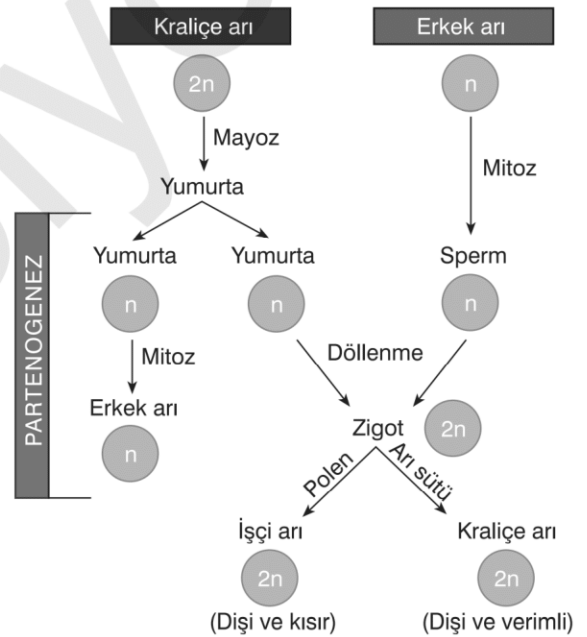 Kraliçe arı
Erkek arı
2n
n
Mayoz
Mitoz
Yumurta
Yumurta
Yumurta
Sperm
n
n
n
Mitoz
Döllenme
Erkek arı
n
Zigot
2n
PARTENOGENEZ
Polen
Arı sütü
İşçi arı
Kraliçe arı
2n
2n
(Dişi ve kısır)
(Dişi ve verimli)